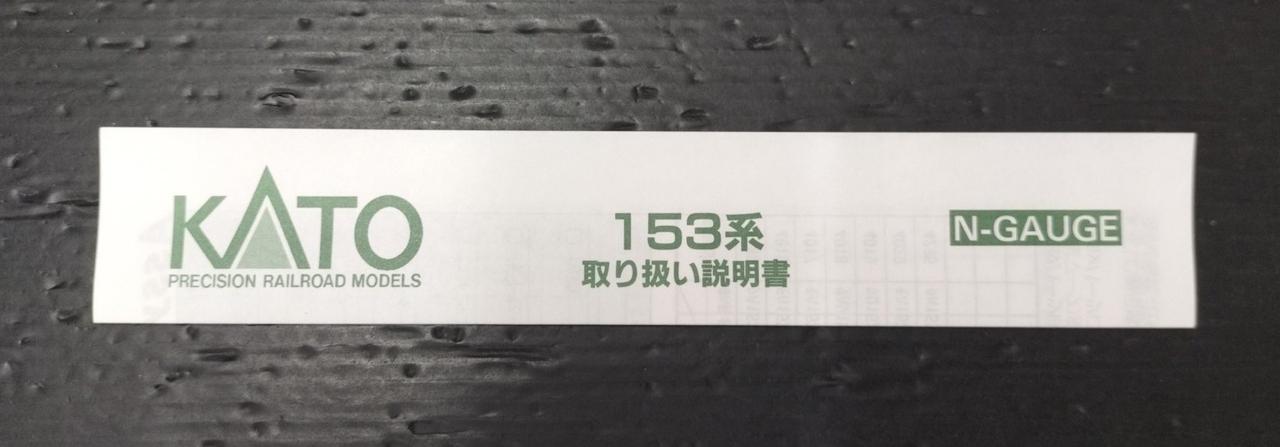 KATO
PRECISION RAILROAD MODELS
153系
取り扱い説明書
N-GAUGE